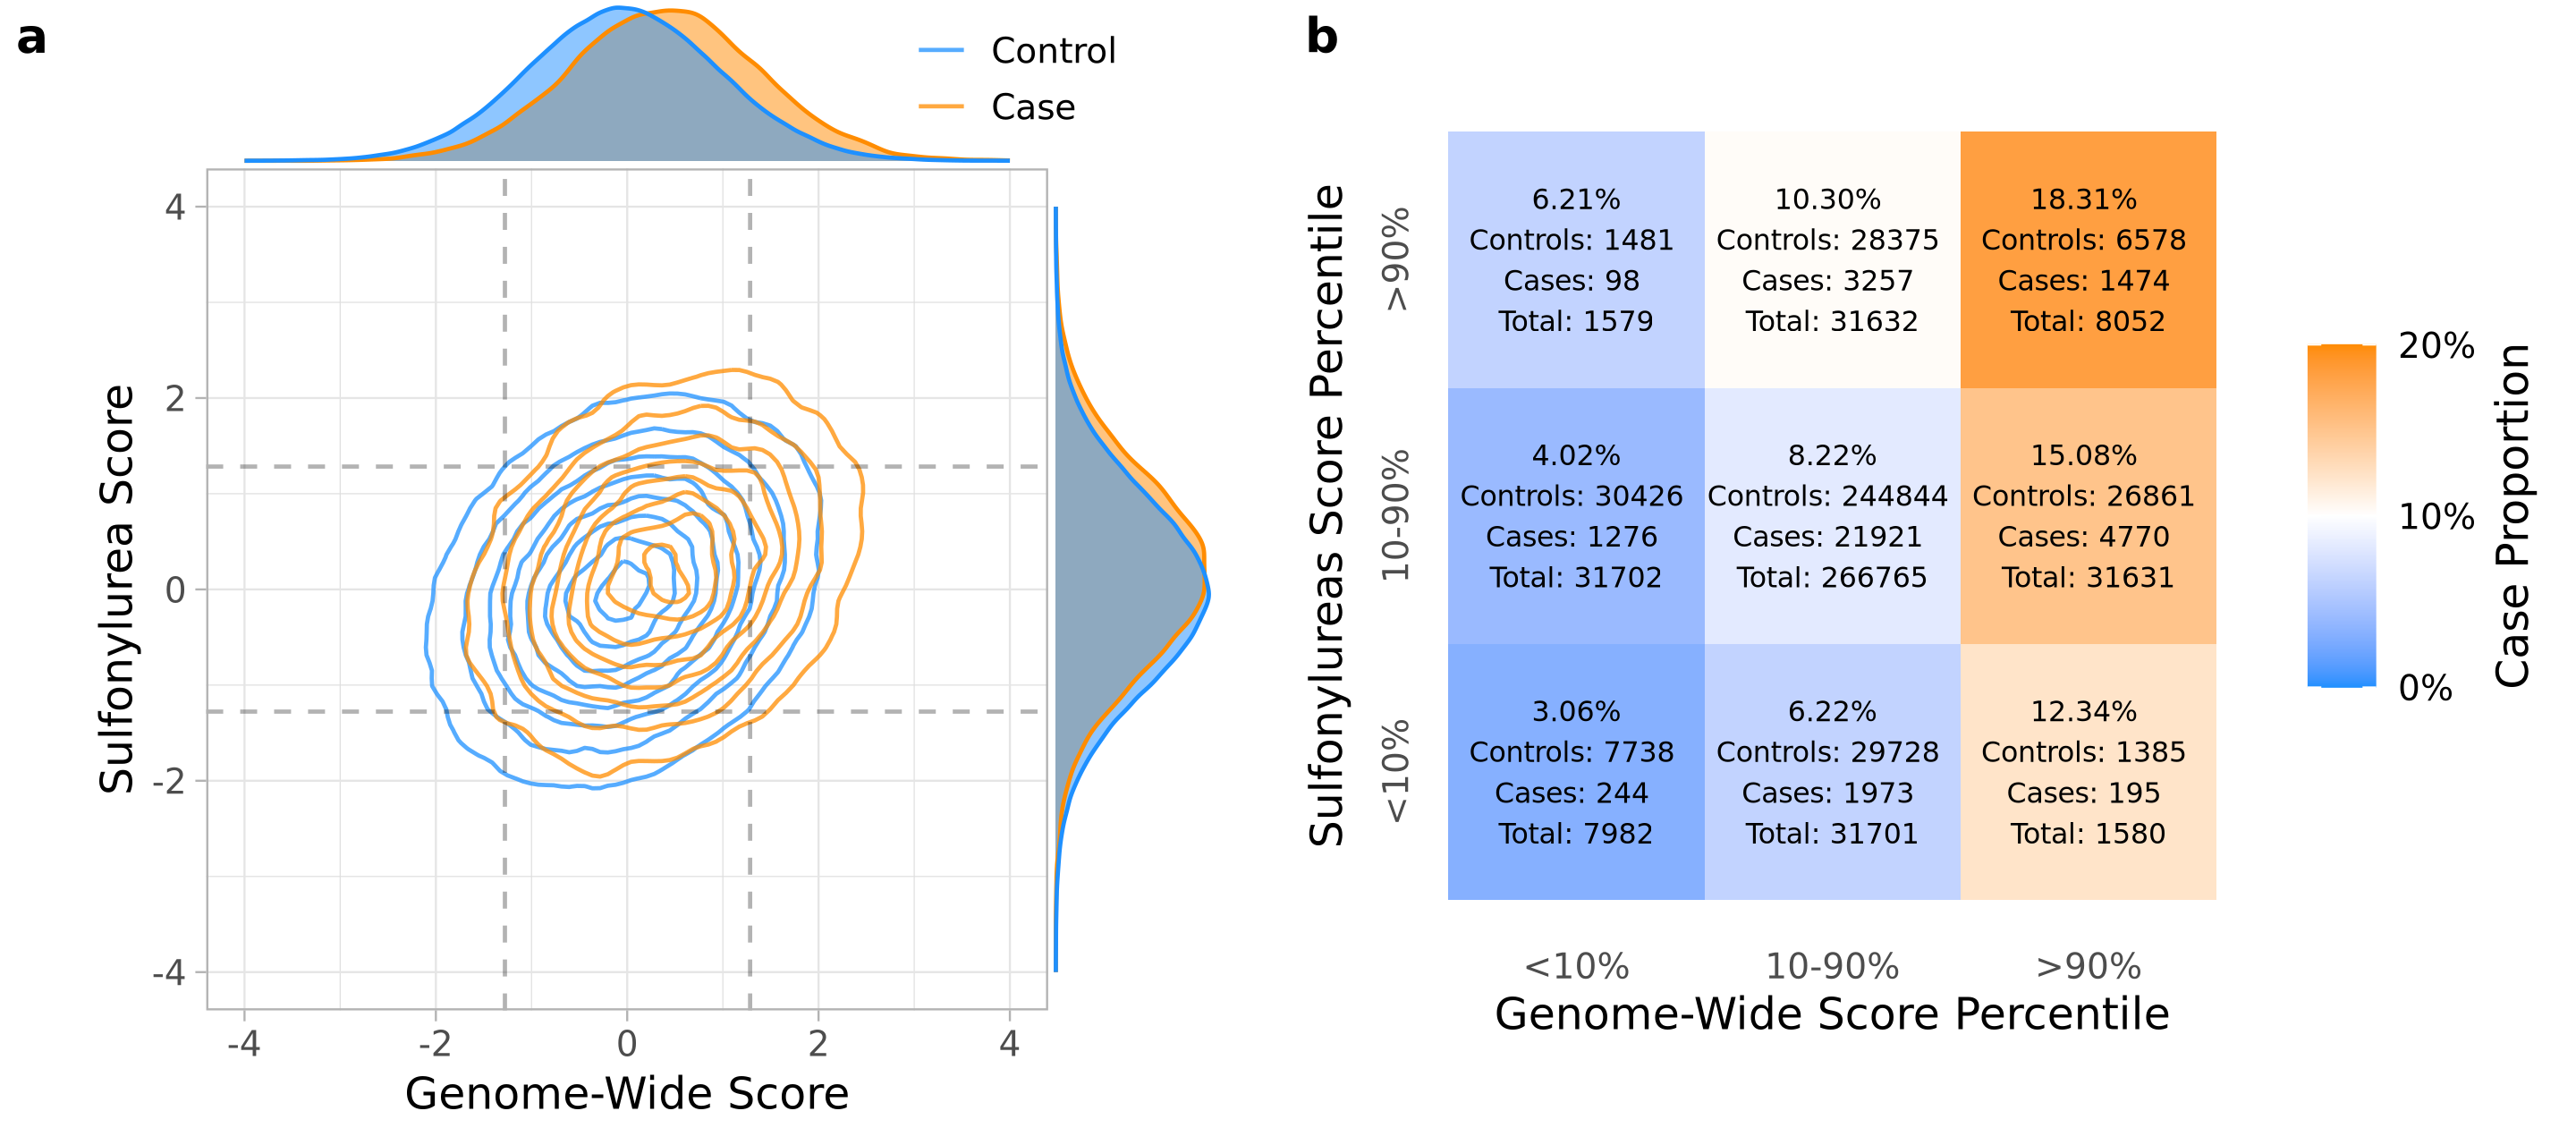 a
Control
Case
4
2
0
-2
-4
Sulfonylurea Score
-4
-2
0
2
4
Genome-Wide Score
b
Sulfonylureas Score Percentile
>90%
10-90%
<10%
6.21%
Controls: 1481
Cases: 98
Total: 1579
10.30%
Controls: 28375
Cases: 3257
Total: 31632
18.31%
Controls: 6578
Cases: 1474
Total: 8052
4.02%
Controls: 30426
Cases: 1276
Total: 31702
8.22%
Controls: 244844
Cases: 21921
Total: 266765
15.08%
Controls: 26861
Cases: 4770
Total: 31631
3.06%
Controls: 7738
Cases: 244
Total: 7982
6.22%
Controls: 29728
Cases: 1973
Total: 31701
12.34%
Controls: 1385
Cases: 195
Total: 1580
<10%
10-90%
>90%
Genome-Wide Score Percentile
20%
10%
0%
Case Proportion